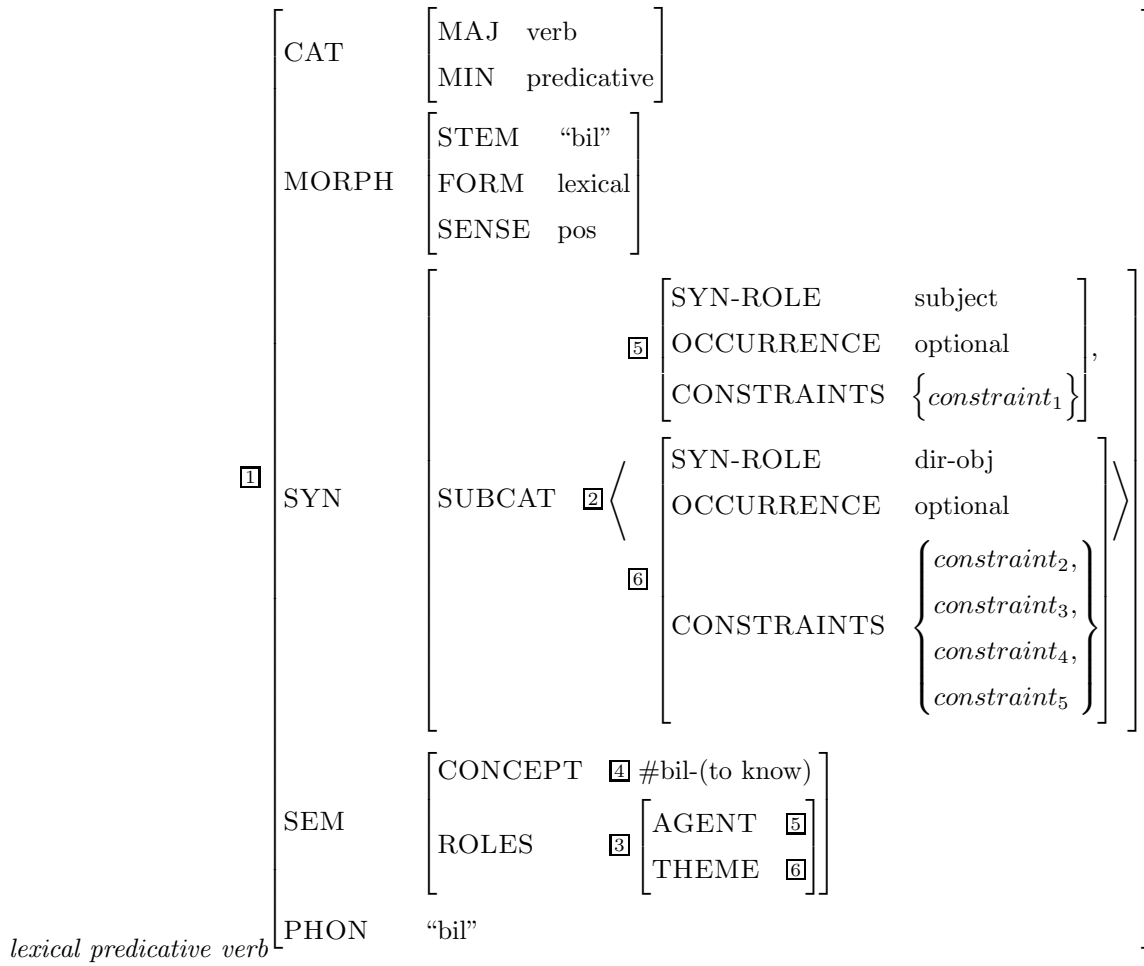 CAT MAJ verb
MIN predicative
MORPH STEM “bil”
FORM lexical
SENSE pos
SYN-ROLE subject
5 OCCURRENCE optional ,
CONSTRAINTS {constraint1}
SYN-ROLE dir-obj
1 SYN SUBCAT 2 OCCURRENCE optional
6 CONSTRAINTS {constraint2,
constraint3,
constraint4,
constraint5}
CONCEPT 4 #bil-(to know)
SEM ROLES 3 AGENT 5
THEME 6
lexical predicative verb PHON “bil”